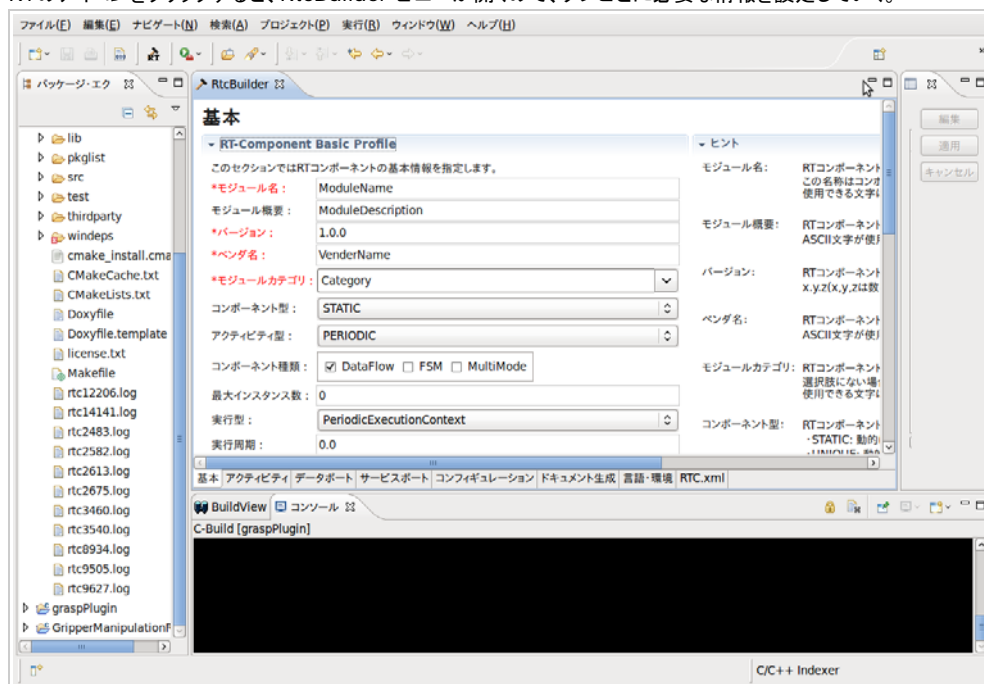 ファイル(F) 編集(E) ナビゲート(N) 検索(A) プロジェクト(P) 実行(R) ウィンドウ(W) ヘルプ(H)
パッケージ・エク
lib
pkglist
src
test
thirdparty
windeps
cmake_install.cma
CMakeCache.txt
CMakeLists.txt
Doxyfile
Doxyfile.template
license.txt
Makefile
rtc12206.log
rtc14141.log
rtc2483.log
rtc2582.log
rtc2613.log
rtc2675.log
rtc3460.log
rtc3540.log
rtc8934.log
rtc9505.log
rtc9627.log
graspPlugin
GripperManipulationF
RtcBuilder
基本
RT-Component Basic Profile
このセクションではRTコンポーネントの基本情報を指定します。
*モジュール名： ModuleName
モジュール概要： ModuleDescription
*バージョン： 1.0.0
*ベンダ名： VenderName
*モジュールカテゴリ： Category
コンポーネント型： STATIC
アクティビティ型： PERIODIC
コンポーネント種類： DataFlow FSM MultiMode
最大インスタンス数： 0
実行型： PeriodicExecutionContext
実行周期： 0.0
ヒント
モジュール名: RTコンポーネント
この名称はコンポ
使用できる文字
モジュール概要: RTコンポーネント
ASCII文字が使
バージョン: RTコンポーネント
x.y.z(x,y,zは数
ベンダ名: RTコンポーネント
ASCII文字が使
モジュールカテゴリ: RTコンポーネント
選択肢にない場
使用できる文字
コンポーネント型: RTコンポーネント
・STATIC: 動的
基本 アクティビティ データポート サービスポート コンフィギュレーション ドキュメント生成 言語・環境 RTC.xml
編集
適用
キャンセル
BuildView コンソール
C-Build [graspPlugin]
C/C++ Indexer